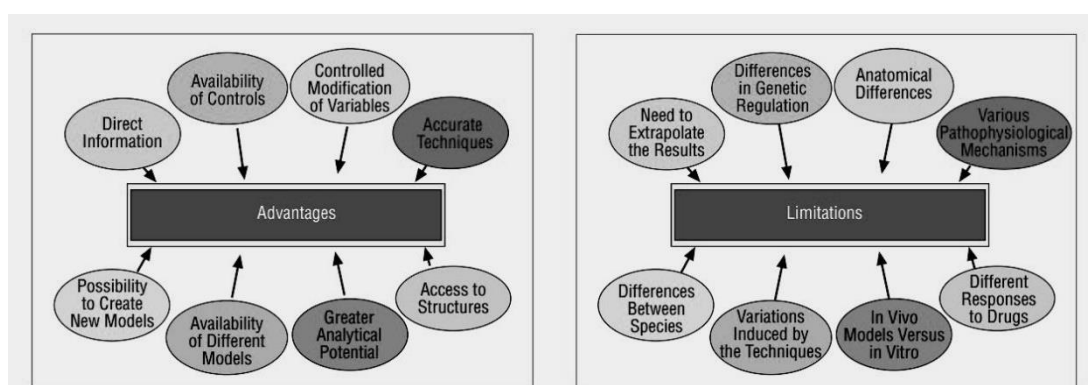 Direct
Information
Availability
of Controls
Controlled
Modification
of Variables
Accurate
Techniques
Advantages
Possibility
to Create
New Models
Availability
of Different
Models
Greater
Analytical
Potential
Access to
Structures
Need to
Extrapolate
the Results
Differences
in Genetic
Regulation
Anatomical
Differences
Various
Pathophysiological
Mechanisms
Limitations
Differences
Between
Species
Variations
Induced by
the Techniques
In Vivo
Models Versus
in Vitro
Different
Responses
to Drugs